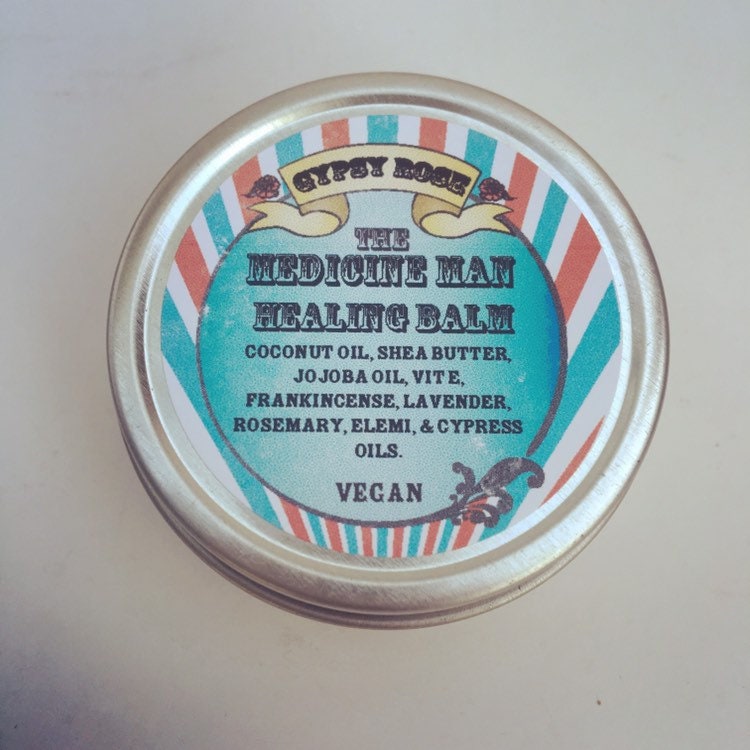 GYPSY ROSE
THE
MEDICINE MAN
HEALING BALM
COCONUT OIL, SHEA BUTTER,
JOJOBA OIL, VIT E,
FRANKINCENSE, LAVENDER,
ROSEMARY, ELEMI, & CYPRESS
OILS.
VEGAN